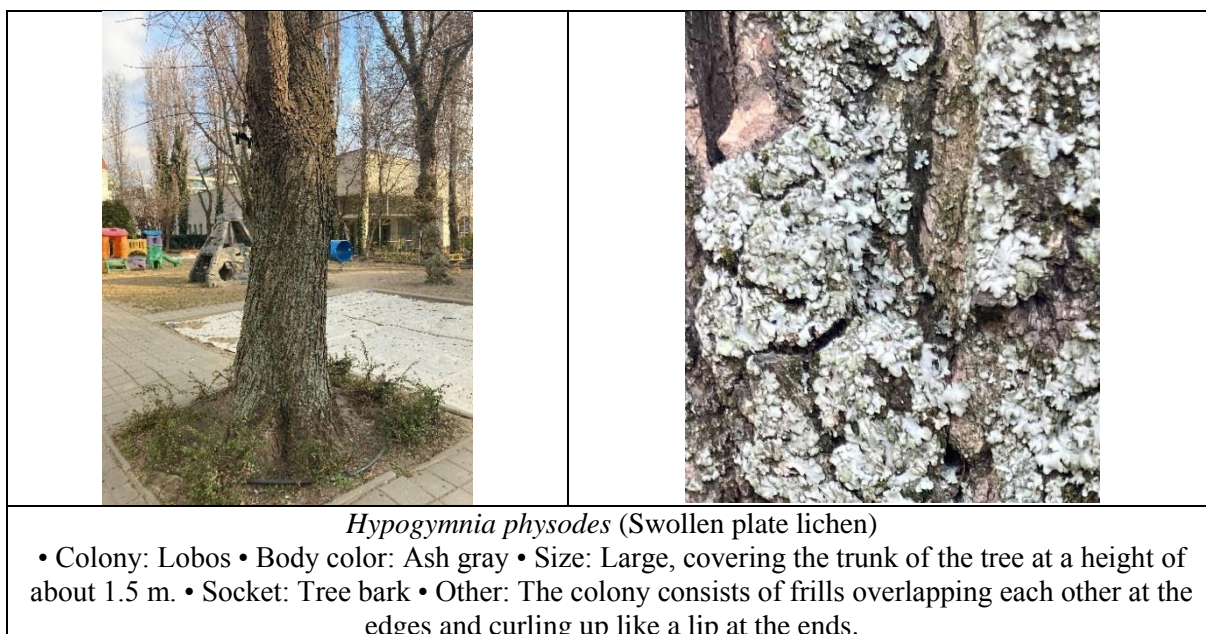 Hypogymnia physodes (Swollen plate lichen)
• Colony: Lobos • Body color: Ash gray • Size: Large, covering the trunk of the tree at a height of
about 1.5 m. • Socket: Tree bark • Other: The colony consists of frills overlapping each other at the
edges and curling up like a lip at the ends.